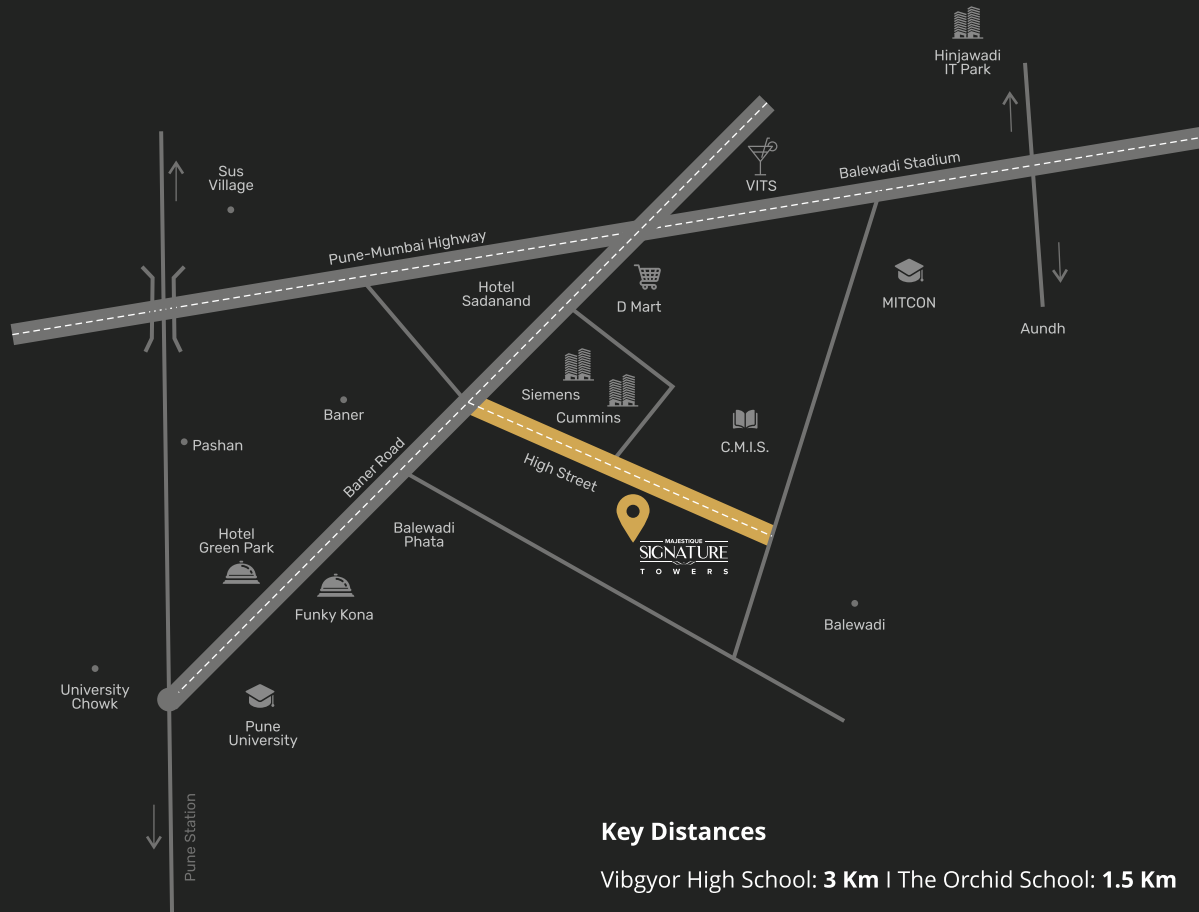 Hinjawadi
IT Park
Sus
Village
VITS
Balewadi Stadium
Pune-Mumbai Highway
Hotel
Sadanand
D Mart
MITCON
Aundh
Siemens
Cummins
Baner
Pashan
C.M.I.S.
Baner Road
High Street
Balewadi
Phata
Hotel
Green Park
MAJESTIQUE
SIGNATURE
TOWERS
Funky Kona
Balewadi
University
Chowk
Pune
University
Pune Station
Key Distances
Vibgyor High School: 3 Km I The Orchid School: 1.5 Km